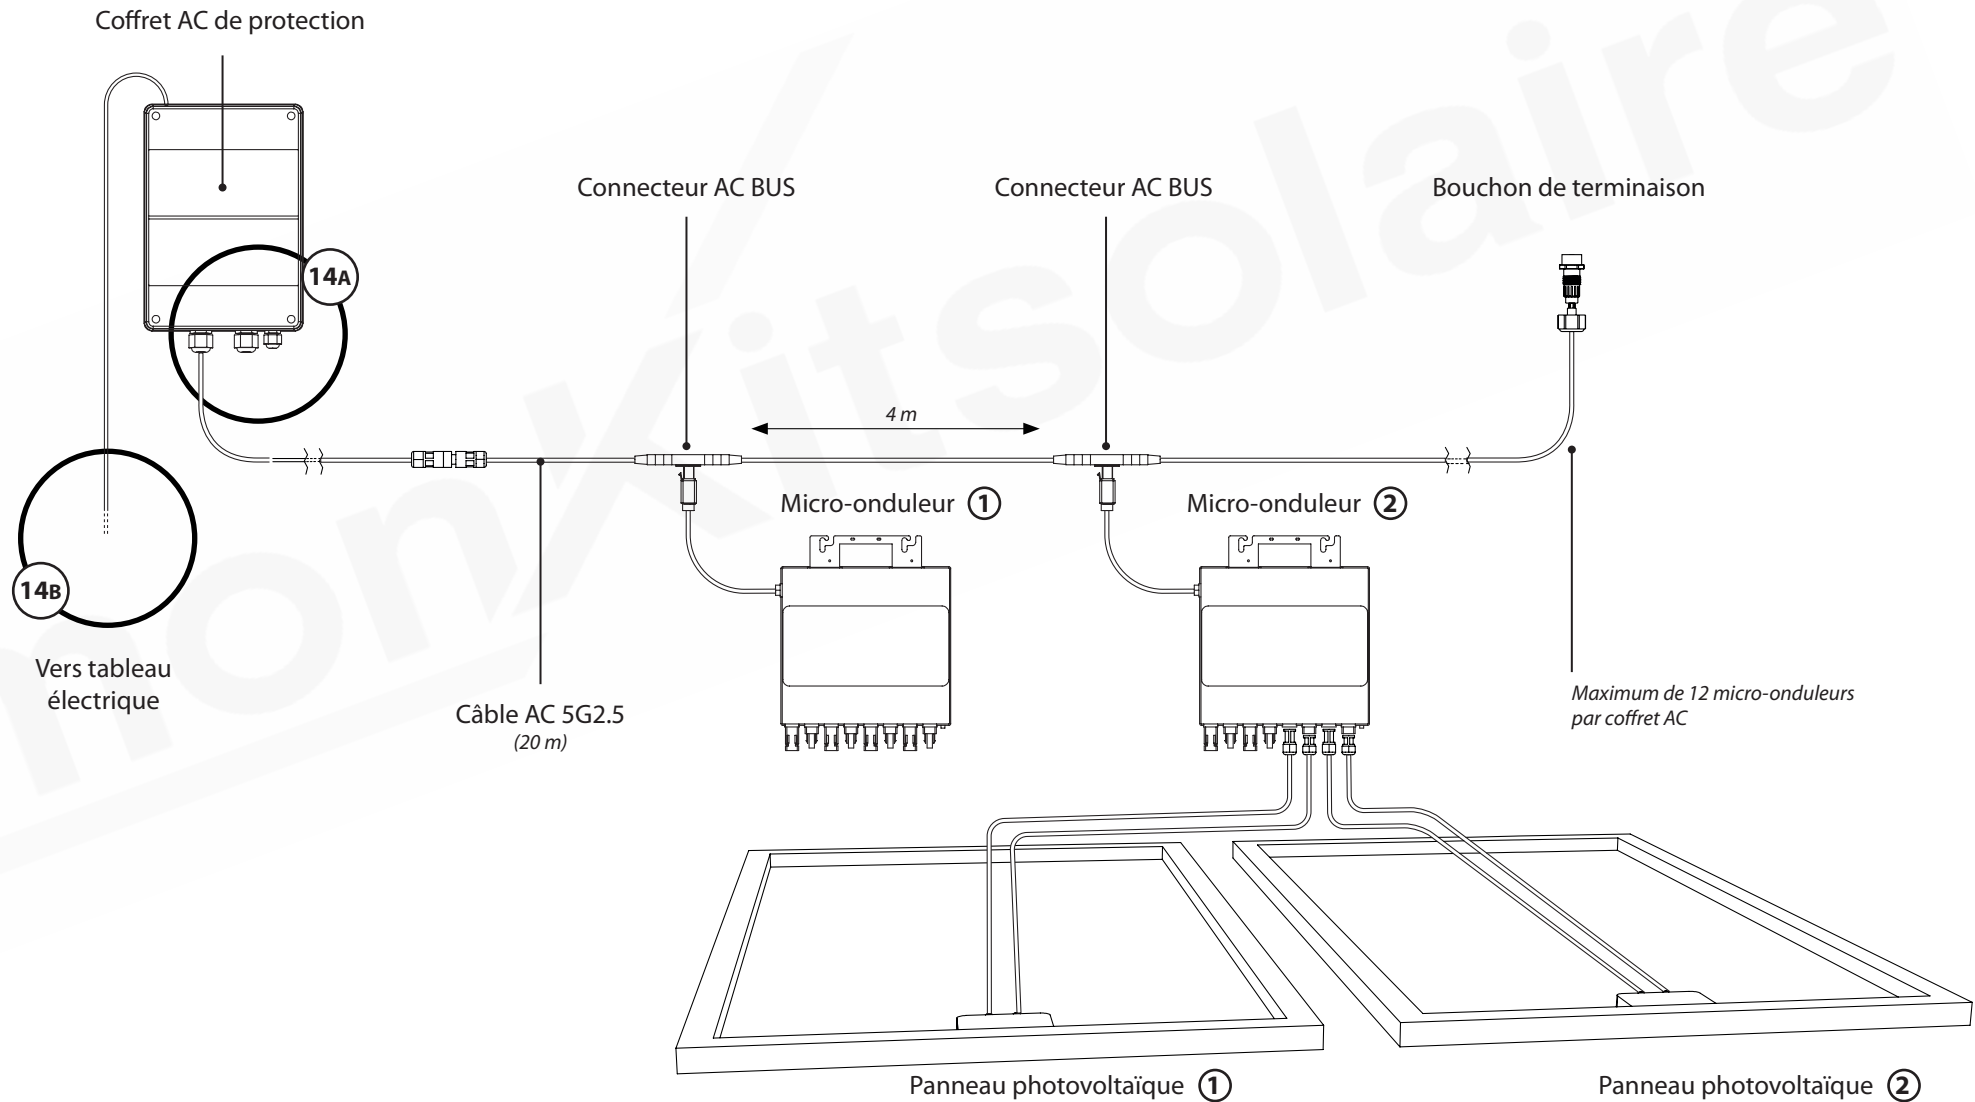 Coffret AC de protection
Connecteur AC BUS
Connecteur AC BUS
Bouchon de terminaison
14A
4 m
Micro-onduleur 1
Micro-onduleur 2
14B
Vers tableau
électrique
Câble AC 5G2.5
(20 m)
Maximum de 12 micro-onduleurs
par coffret AC
Panneau photovoltaïque 1
Panneau photovoltaïque 2
monKitsolaire